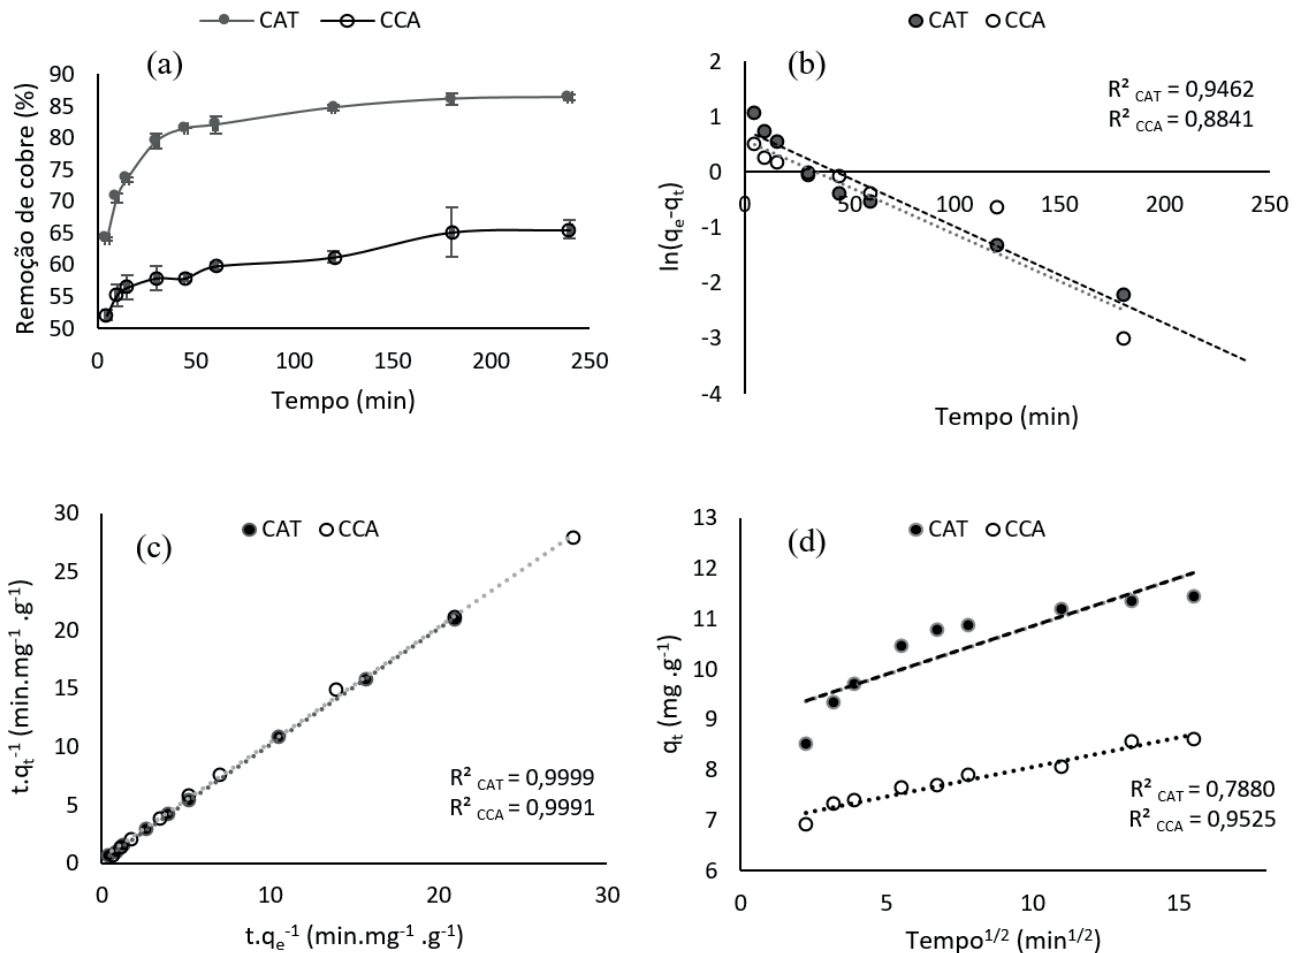 CAT CCA
(a)
Remoção de cobre (%)
90
85
80
75
70
65
60
55
50
0 50 100 150 200 250
Tempo (min)
CAT CCA
(b)
R² CAT = 0,9462
R² CCA = 0,8841
ln(qe-qt)
2
1
0
-1
-2
-3
-4
0 50 100 150 200 250
Tempo (min)
CAT CCA
(c)
t.qt-1 (min.mg-1 .g-1)
30
25
20
15
10
5
0
R² CAT = 0,9999
R² CCA = 0,9991
0 10 20 30
t.qe-1 (min.mg-1 .g-1)
CAT CCA
(d)
qt (mg .g-1)
13
12
11
10
9
8
7
6
R² CAT = 0,7880
R² CCA = 0,9525
0 5 10 15
Tempo1/2 (min1/2)